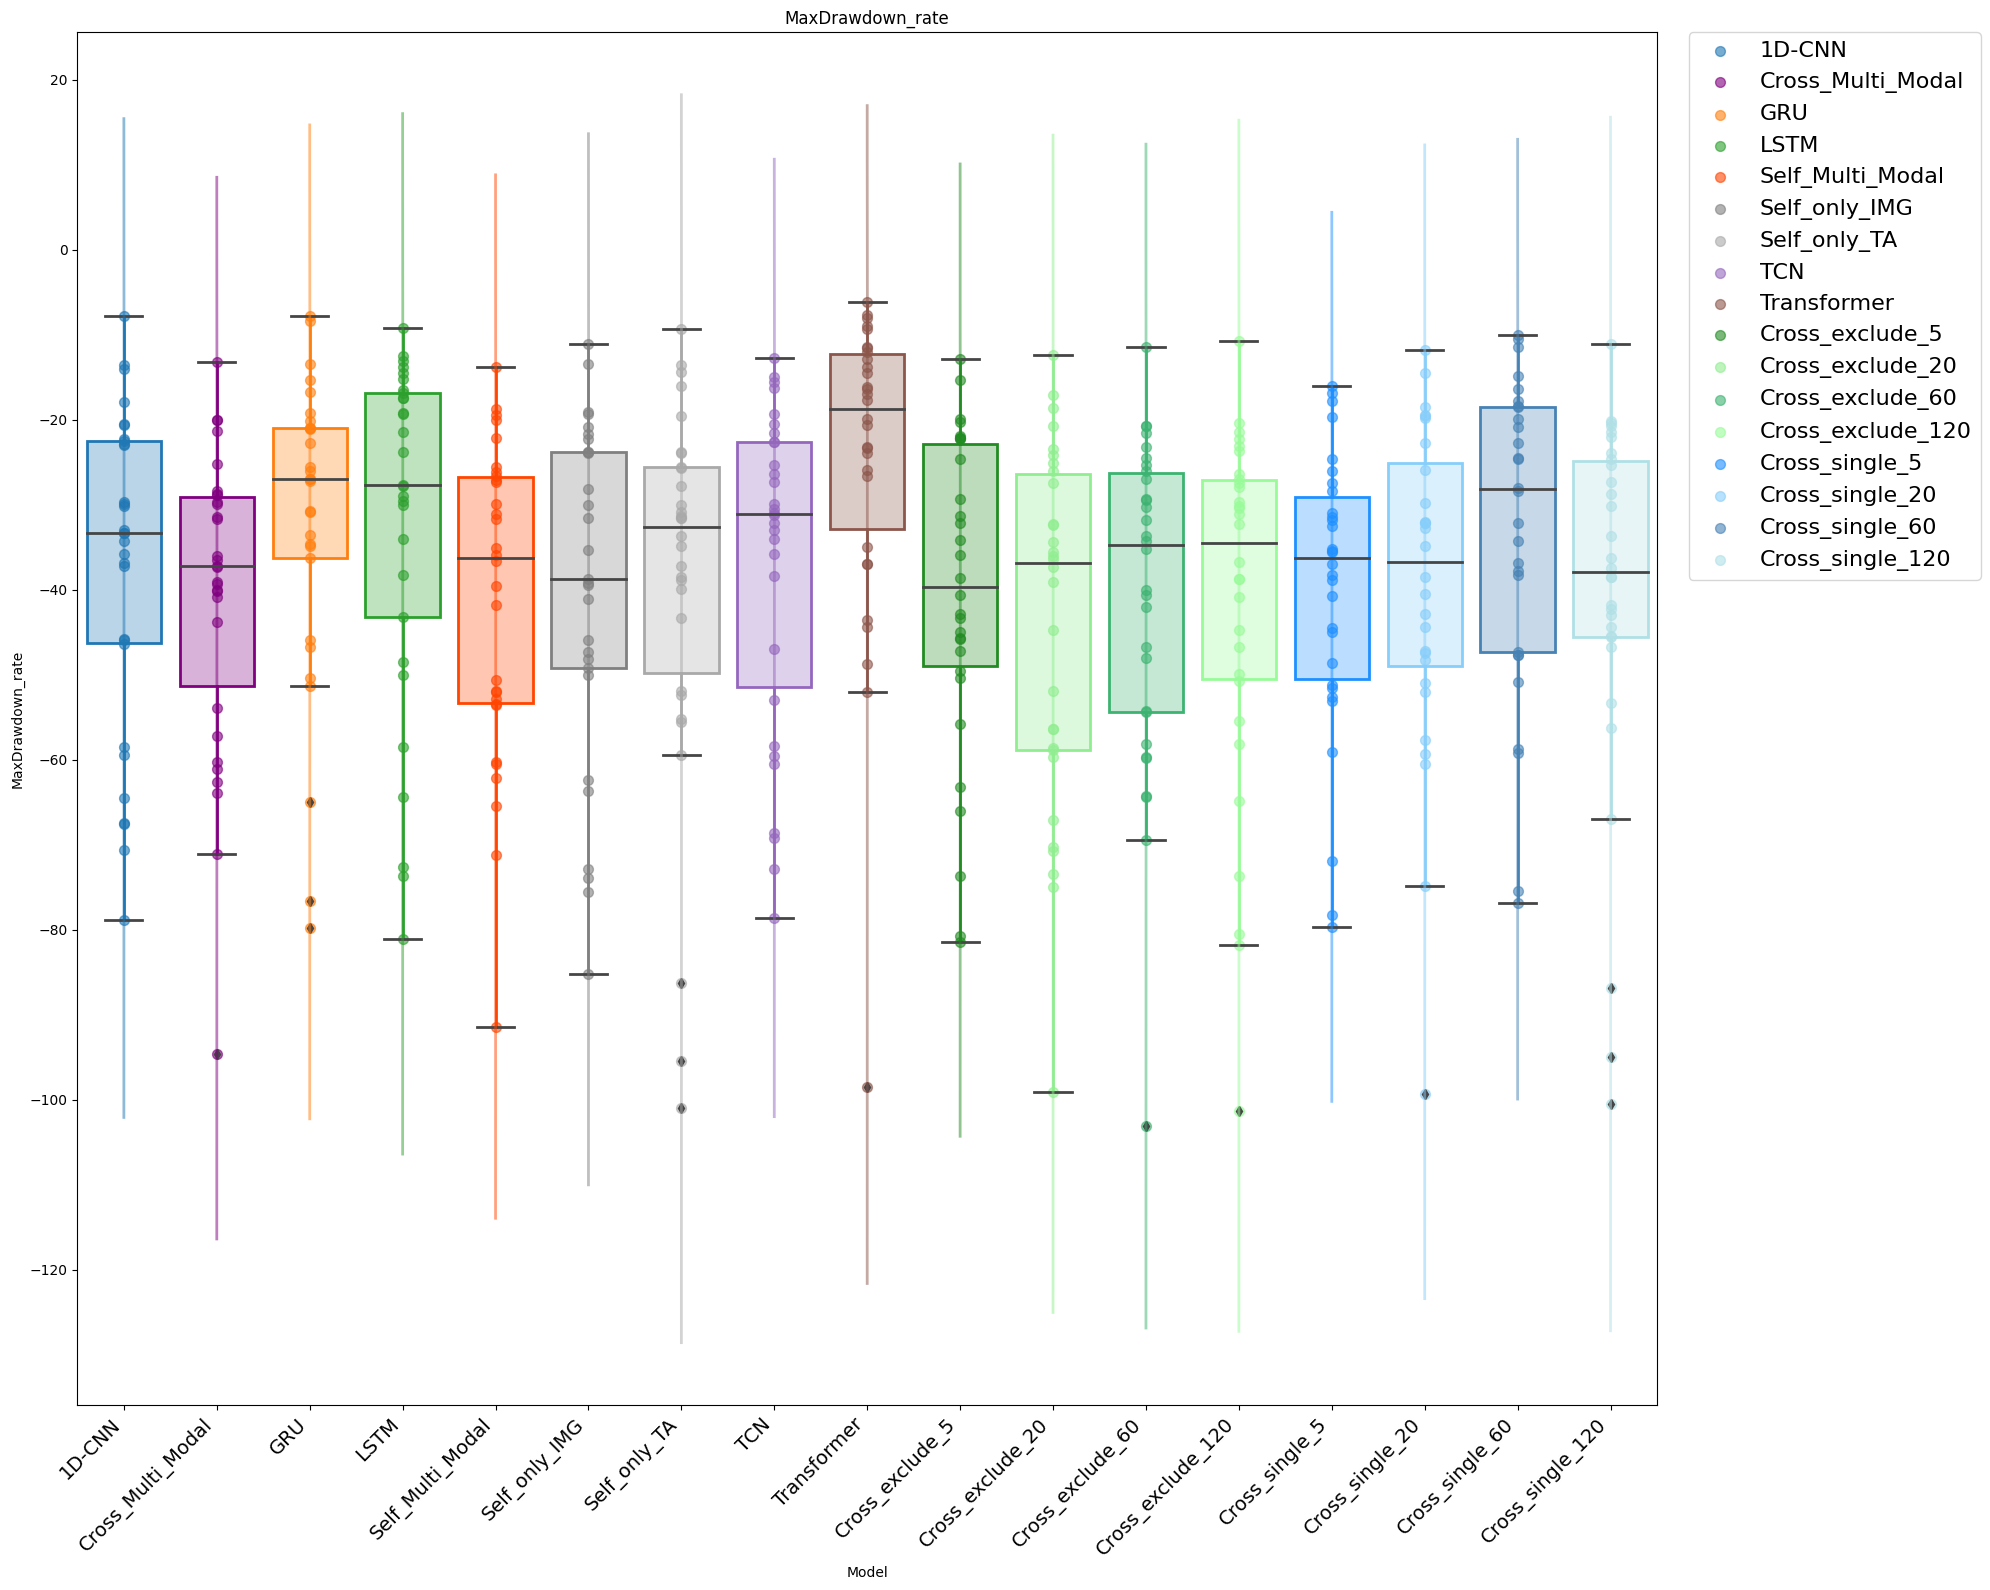 MaxDrawdown_rate
20
0
−20
−40
−60
−80
−100
−120
MaxDrawdown_rate
1D-CNN
Cross_Multi_Modal
GRU
LSTM
Self_Multi_Modal
Self_only_IMG
Self_only_TA
TCN
Transformer
Cross_exclude_5
Cross_exclude_20
Cross_exclude_60
Cross_exclude_120
Cross_single_5
Cross_single_20
Cross_single_60
Cross_single_120
Model
1D-CNN
Cross_Multi_Modal
GRU
LSTM
Self_Multi_Modal
Self_only_IMG
Self_only_TA
TCN
Transformer
Cross_exclude_5
Cross_exclude_20
Cross_exclude_60
Cross_exclude_120
Cross_single_5
Cross_single_20
Cross_single_60
Cross_single_120